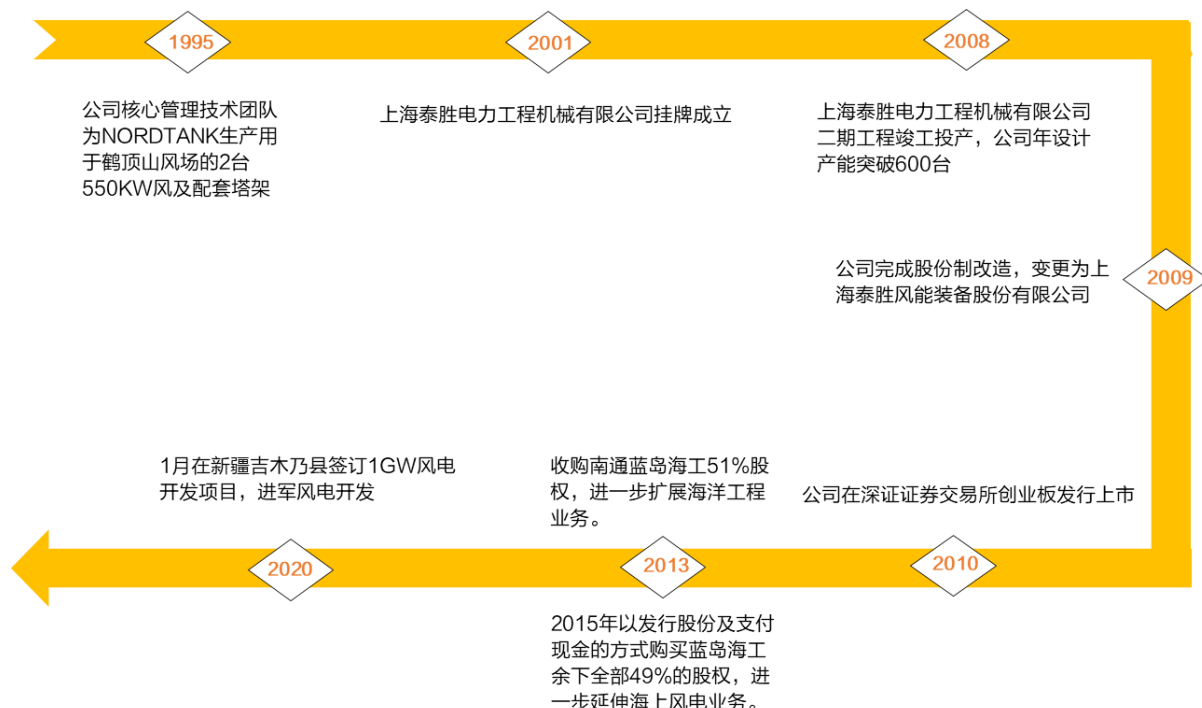 1995
公司核心管理技术团队
为NORDTANK生产用
于鹤顶山风场的2台
550KW风及配套塔架
2001
上海泰胜电力工程机械有限公司挂牌成立
2008
上海泰胜电力工程机械有限公司
二期工程竣工投产，公司年设计
产能突破600台
2009
公司完成股份制改造，变更为上
海泰胜风能装备股份有限公司
2010
公司在深证证券交易所创业板发行上市
2013
收购南通蓝岛海工51%股
权，进一步扩展海洋工程
业务。
2015年以发行股份及支付
现金的方式购买蓝岛海工
余下全部49%的股权，进
一步延伸海上风电业务。
2020
1月在新疆吉木乃县签订1GW风电
开发项目，进军风电开发